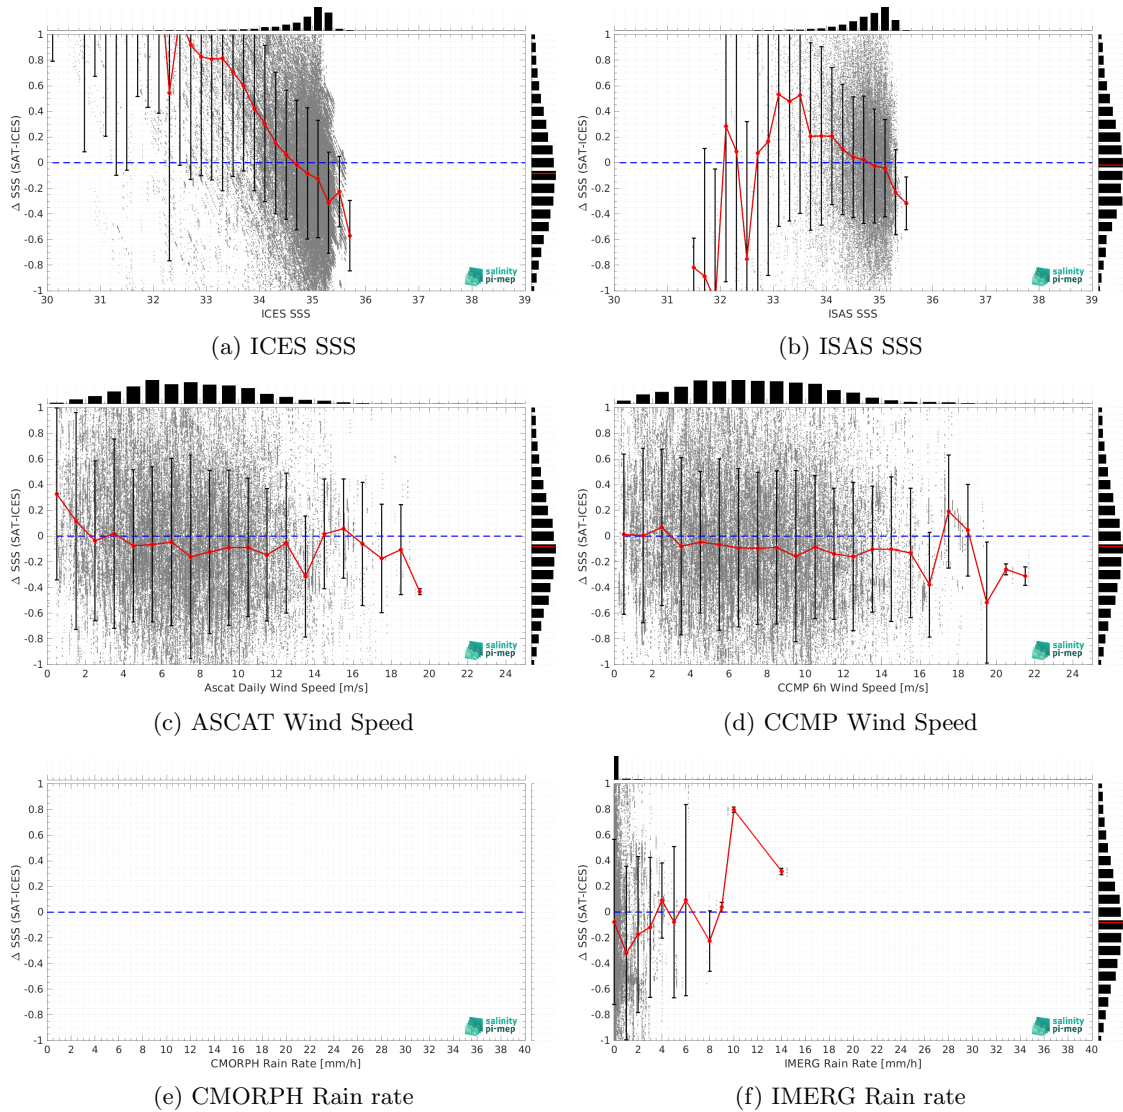 1
0.8
0.6
0.4
0.2
0
-0.2
-0.4
-0.6
-0.8
-1
Δ SSS (SAT-ICES)
salinity
pi-mep
30 31 32 33 34 35 36 37 38 39
ICES SSS
(a) ICES SSS
1
0.8
0.6
0.4
0.2
0
-0.2
-0.4
-0.6
-0.8
-1
Δ SSS (SAT-ICES)
salinity
pi-mep
30 31 32 33 34 35 36 37 38 39
ISAS SSS
(b) ISAS SSS
1
0.8
0.6
0.4
0.2
0
-0.2
-0.4
-0.6
-0.8
-1
Δ SSS (SAT-ICES)
salinity
pi-mep
0 2 4 6 8 10 12 14 16 18 20 22 24
Ascat Daily Wind Speed [m/s]
(c) ASCAT Wind Speed
1
0.8
0.6
0.4
0.2
0
-0.2
-0.4
-0.6
-0.8
-1
Δ SSS (SAT-ICES)
salinity
pi-mep
0 2 4 6 8 10 12 14 16 18 20 22 24
CCMP 6h Wind Speed [m/s]
(d) CCMP Wind Speed
1
0.8
0.6
0.4
0.2
0
-0.2
-0.4
-0.6
-0.8
-1
Δ SSS (SAT-ICES)
salinity
pi-mep
0 2 4 6 8 10 12 14 16 18 20 22 24 26 28 30 32 34 36 38 40
CMORPH Rain Rate [mm/h]
(e) CMORPH Rain rate
1
0.8
0.6
0.4
0.2
0
-0.2
-0.4
-0.6
-0.8
-1
Δ SSS (SAT-ICES)
salinity
pi-mep
0 2 4 6 8 10 12 14 16 18 20 22 24 26 28 30 32 34 36 38 40
IMERG Rain Rate [mm/h]
(f) IMERG Rain rate